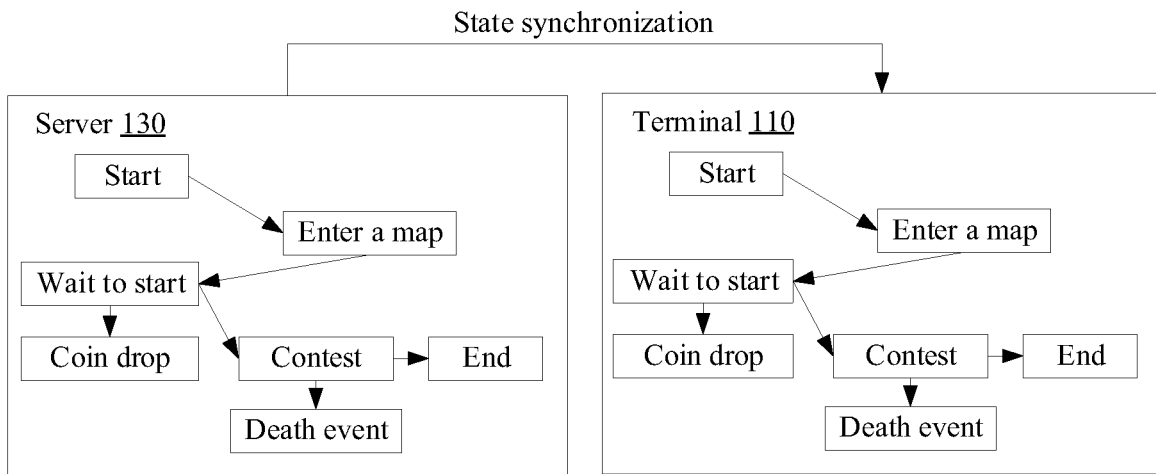 State synchronization
Server 130
Start
Enter a map
Wait to start
Coin drop
Contest
End
Death event
Terminal 110
Start
Enter a map
Wait to start
Coin drop
Contest
End
Death event